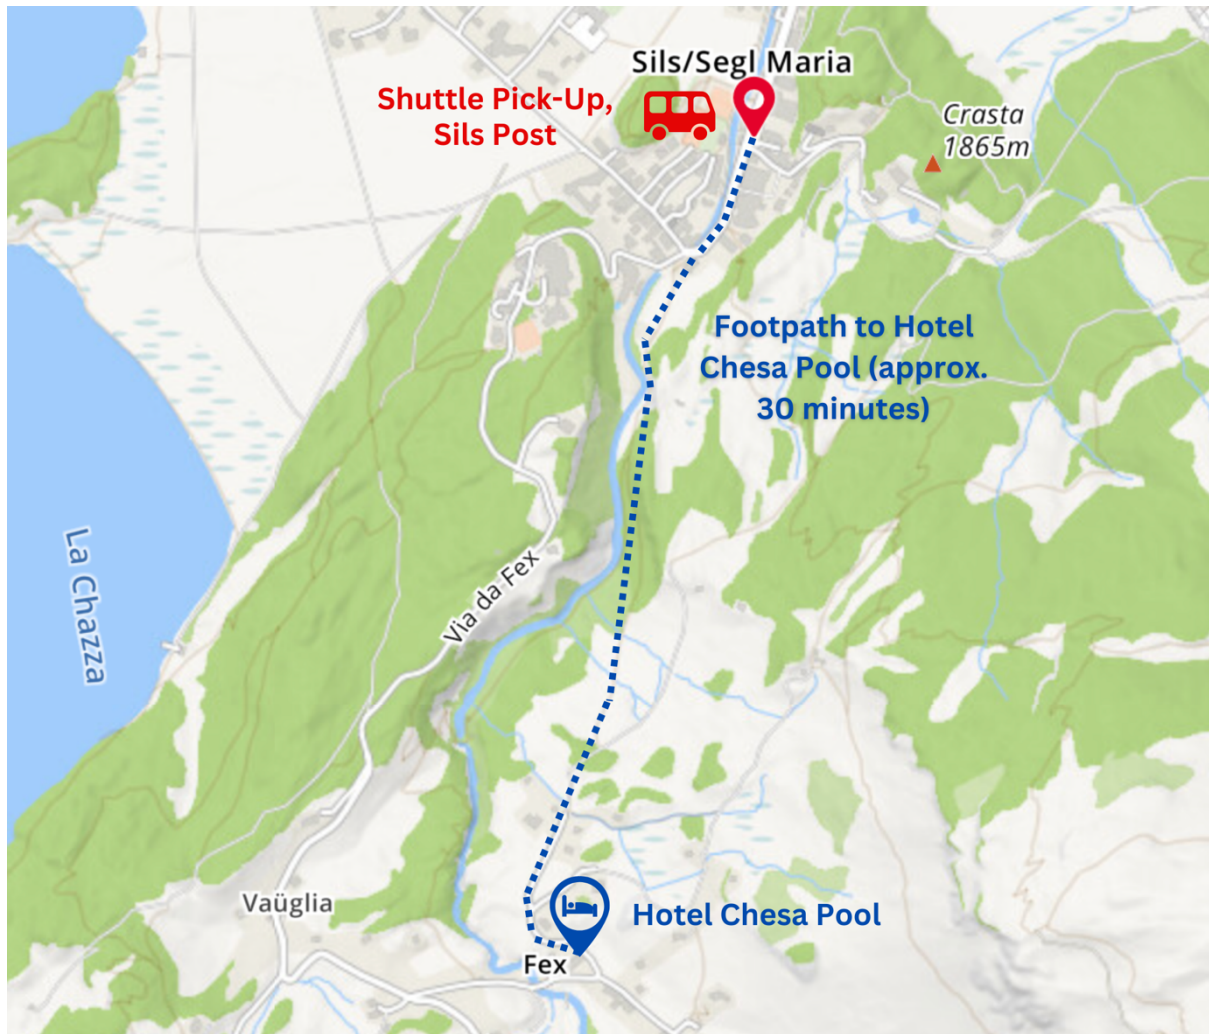 Sils/Segl Maria
Shuttle Pick-Up,
Sils Post
Crasta
1865m
Footpath to Hotel
Chesa Pool (approx.
30 minutes)
La Chazza
Via da Fex
Vaüglia
Hotel Chesa Pool
Fex